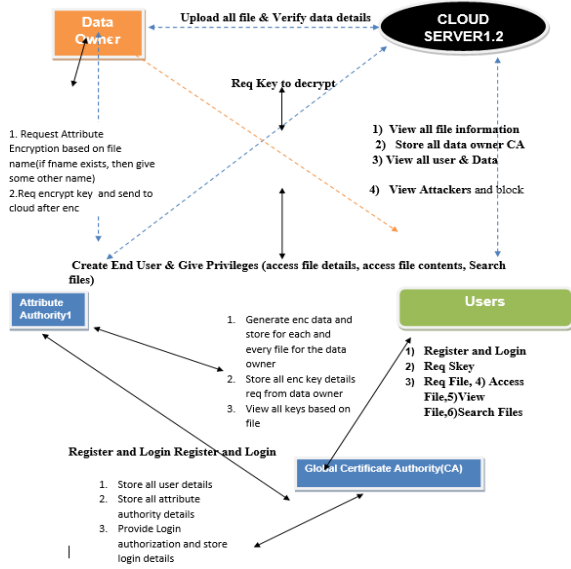 Data
Owner
Upload all file & Verify data details
CLOUD
SERVER1.2
Req Key to decrypt
1. Request Attribute
Encryption based on file
name(if fname exists, then give
some other name)
2.Req encrypt key and send to
cloud after enc
1) View all file information
2) Store all data owner CA
3) View all user & Data
4) View Attackers and block
Create End User & Give Privileges (access file details, access file contents, Search
files)
Attribute
Authority1
1. Generate enc data and
store for each and
every file for the data
owner
2. Store all enc key details
req from data owner
3. View all keys based on
file
Users
1) Register and Login
2) Req Skey
3) Req File, 4) Access
File,5)View
File,6)Search Files
Register and Login Register and Login
Global Certificate Authority(CA)
1. Store all user details
2. Store all attribute
authority details
3. Provide Login
authorization and store
login details